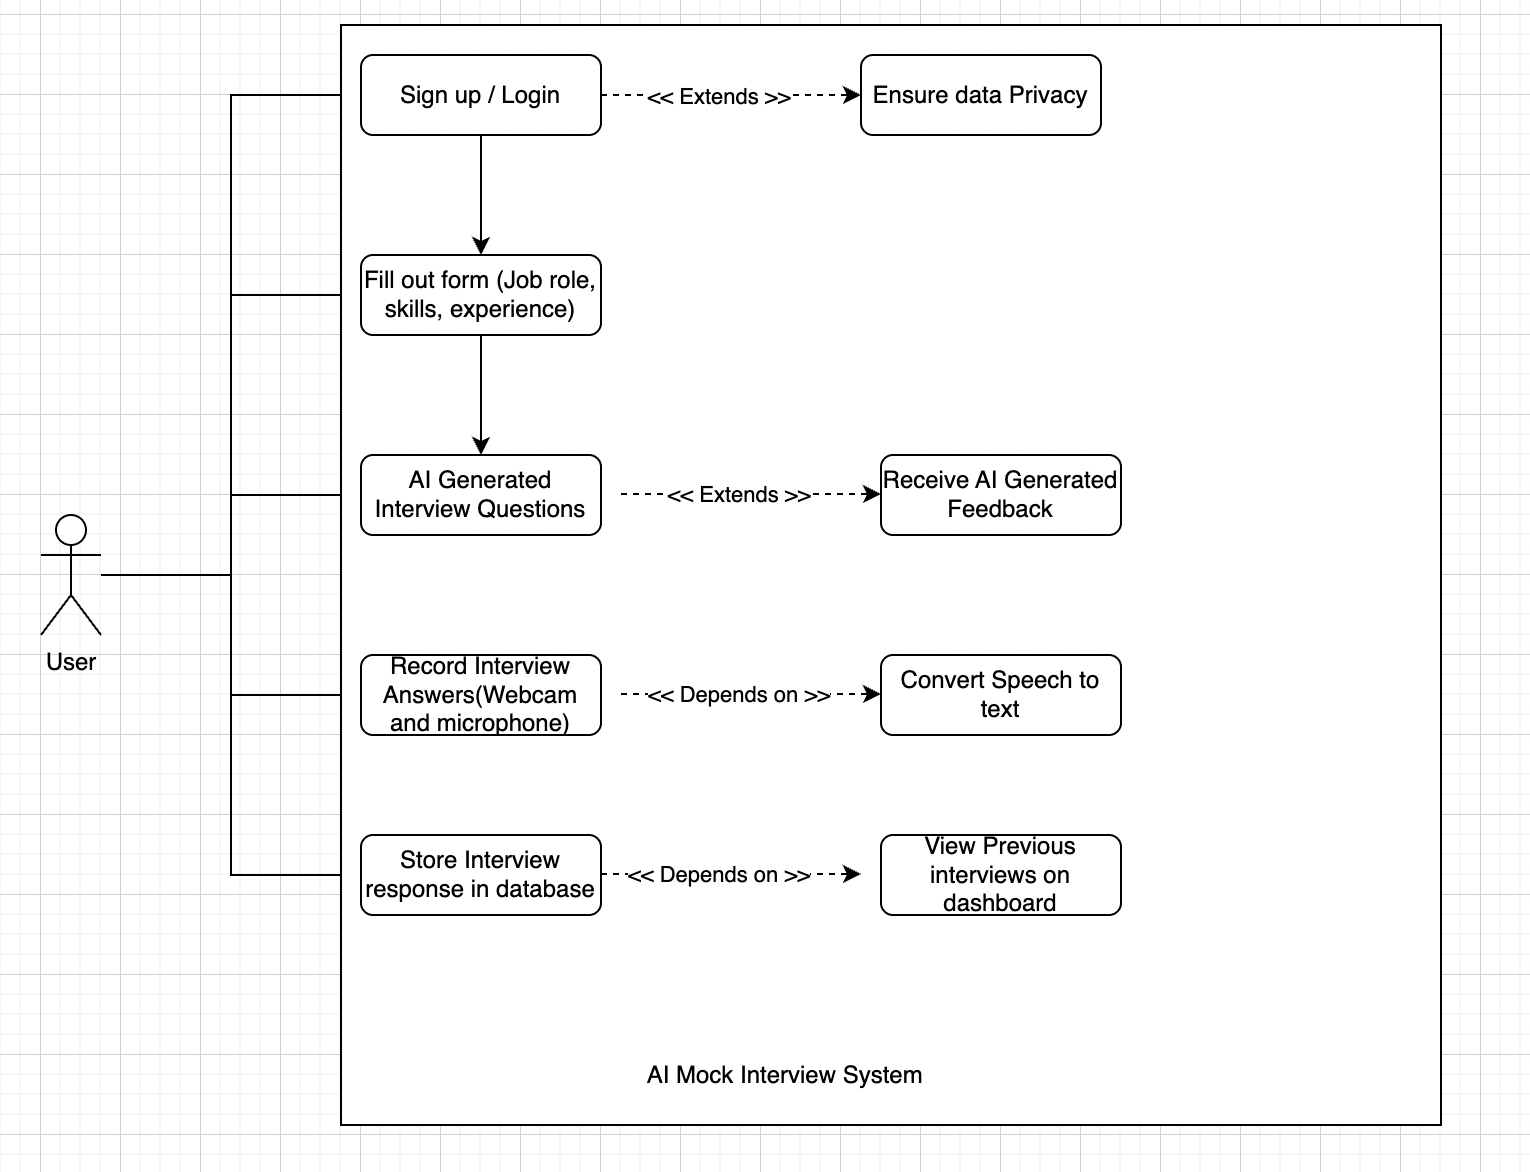 Sign up / Login
<< Extends >>
Ensure data Privacy
Fill out form (Job role,
skills, experience)
AI Generated
Interview Questions
<< Extends >>
Receive AI Generated
Feedback
User
Record Interview
Answers(Webcam
and microphone)
<< Depends on >>
Convert Speech to
text
Store Interview
response in database
<< Depends on >>
View Previous
interviews on
dashboard
AI Mock Interview System